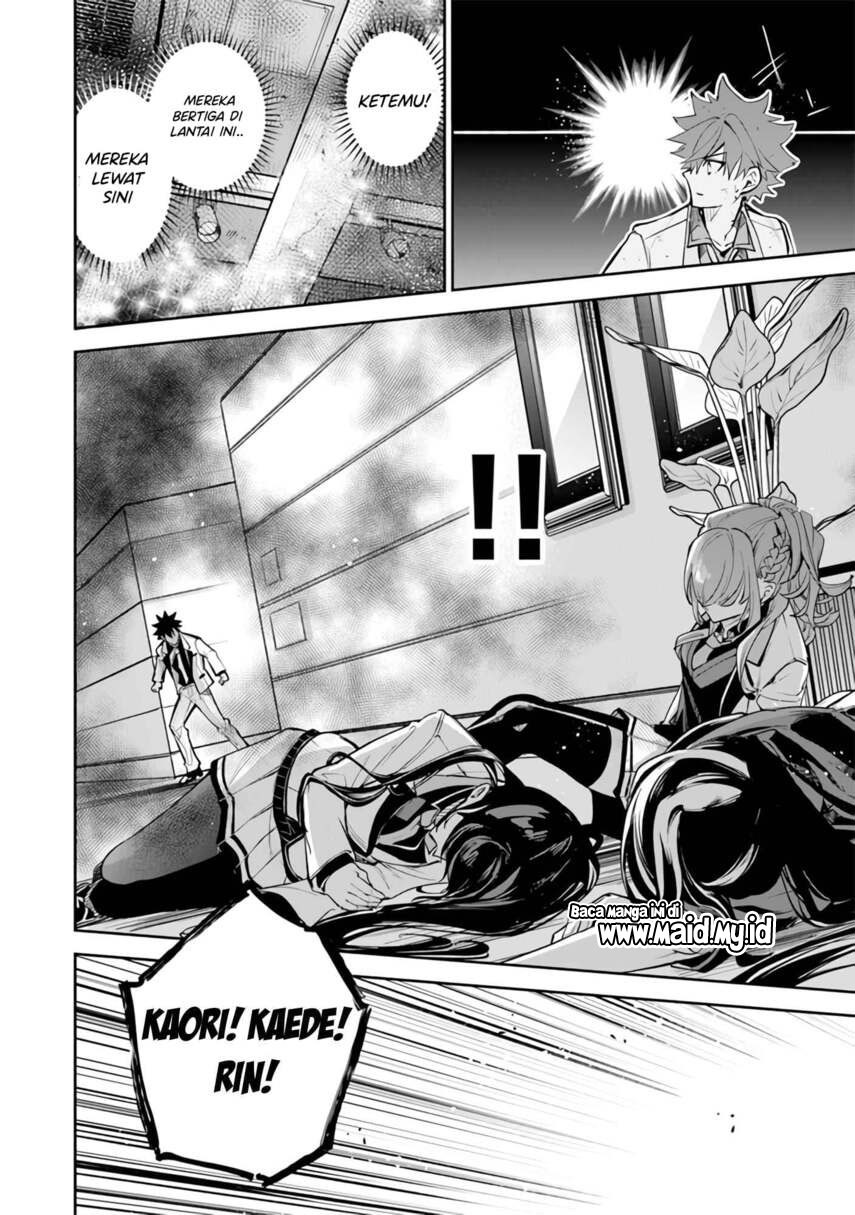 KETEMU!
MEREKA
BERTIGA DI
LANTAI INI..
MEREKA
LEWAT
SINI
!!
BACA MANGA INI DI
WWW.MAID.MY.ID
KAORI! KAEDE!
RIN!